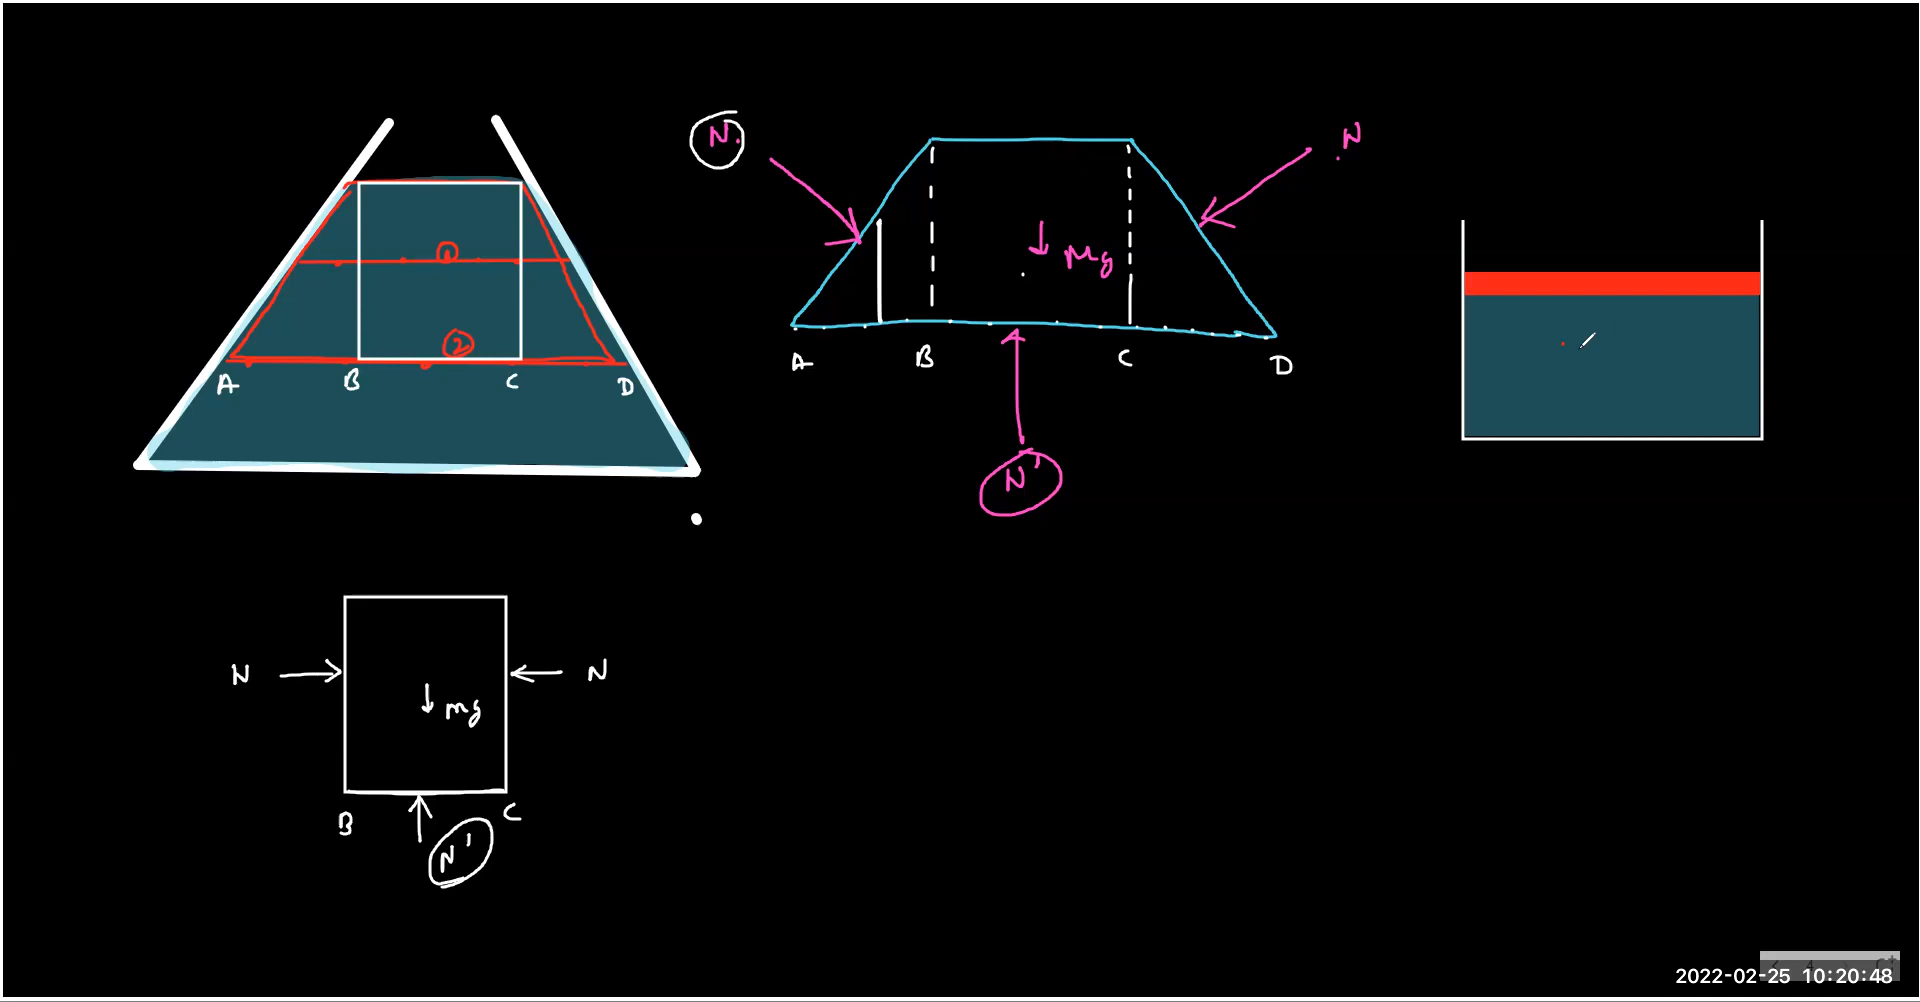 ①
②
A B C D
N. .N
↓ Mg
A B C D
N'
N → ← N
↓ mg
B C
N'
2022-02-25 10:20:48